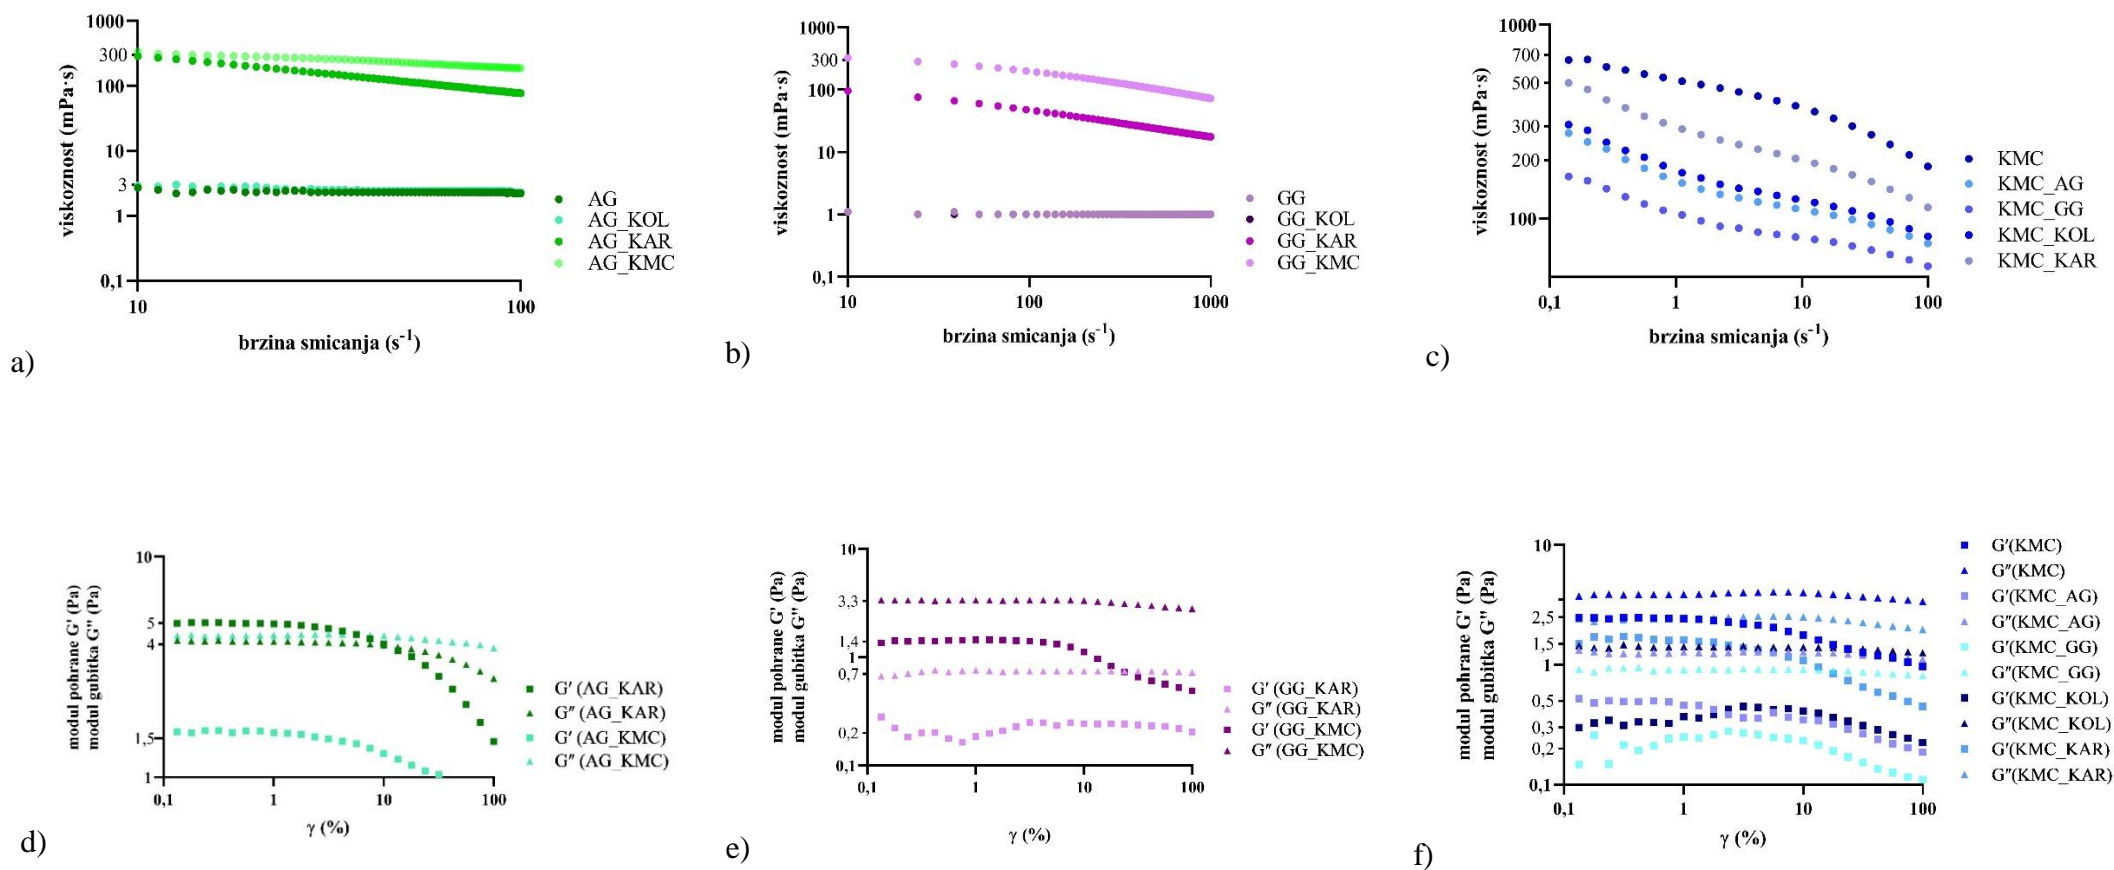 1000
300
100
10
3
1
0,1
10
100
viskoznost (mPa·s)
brzina smicanja (s⁻¹)
AG
AG_KOL
AG_KAR
AG_KMC
a)
1000
300
100
10
1
0,1
10
100
1000
viskoznost (mPa·s)
brzina smicanja (s⁻¹)
GG
GG_KOL
GG_KAR
GG_KMC
b)
1000
700
500
300
200
100
0,1
1
10
100
viskoznost (mPa·s)
brzina smicanja (s⁻¹)
KMC
KMC_AG
KMC_GG
KMC_KOL
KMC_KAR
c)
10
5
4
1,5
1
0,1
1
10
100
modul pohrane G' (Pa)
modul gubitka G'' (Pa)
γ (%)
G' (AG_KAR)
G'' (AG_KAR)
G' (AG_KMC)
G'' (AG_KMC)
d)
10
3,3
1,4
1
0,7
0,2
0,1
0,1
1
10
100
modul pohrane G' (Pa)
modul gubitka G'' (Pa)
γ (%)
G' (GG_KAR)
G'' (GG_KAR)
G' (GG_KMC)
G'' (GG_KMC)
e)
10
2,5
1,5
1
0,5
0,3
0,2
0,1
0,1
1
10
100
modul pohrane G' (Pa)
modul gubitka G'' (Pa)
γ (%)
G'(KMC)
G''(KMC)
G'(KMC_AG)
G''(KMC_AG)
G'(KMC_GG)
G''(KMC_GG)
G'(KMC_KOL)
G''(KMC_KOL)
G'(KMC_KAR)
G''(KMC_KAR)
f)